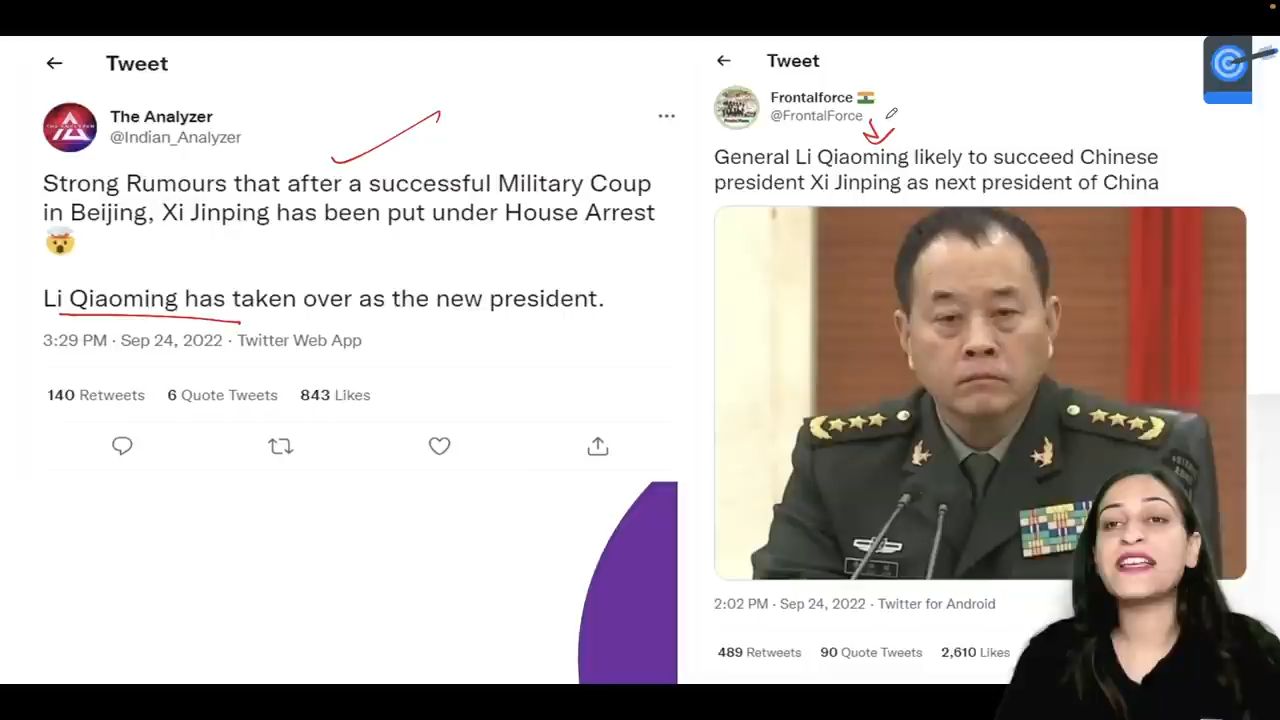 Tweet
The Analyzer
@Indian_Analyzer
Strong Rumours that after a successful Military Coup
in Beijing, Xi Jinping has been put under House Arrest
🤯
Li Qiaoming has taken over as the new president.
3:29 PM · Sep 24, 2022 · Twitter Web App
140 Retweets 6 Quote Tweets 843 Likes
Tweet
Frontalforce 🇮🇳
@FrontalForce
General Li Qiaoming likely to succeed Chinese
president Xi Jinping as next president of China
2:02 PM · Sep 24, 2022 · Twitter for Android
489 Retweets 90 Quote Tweets 2,610 Likes